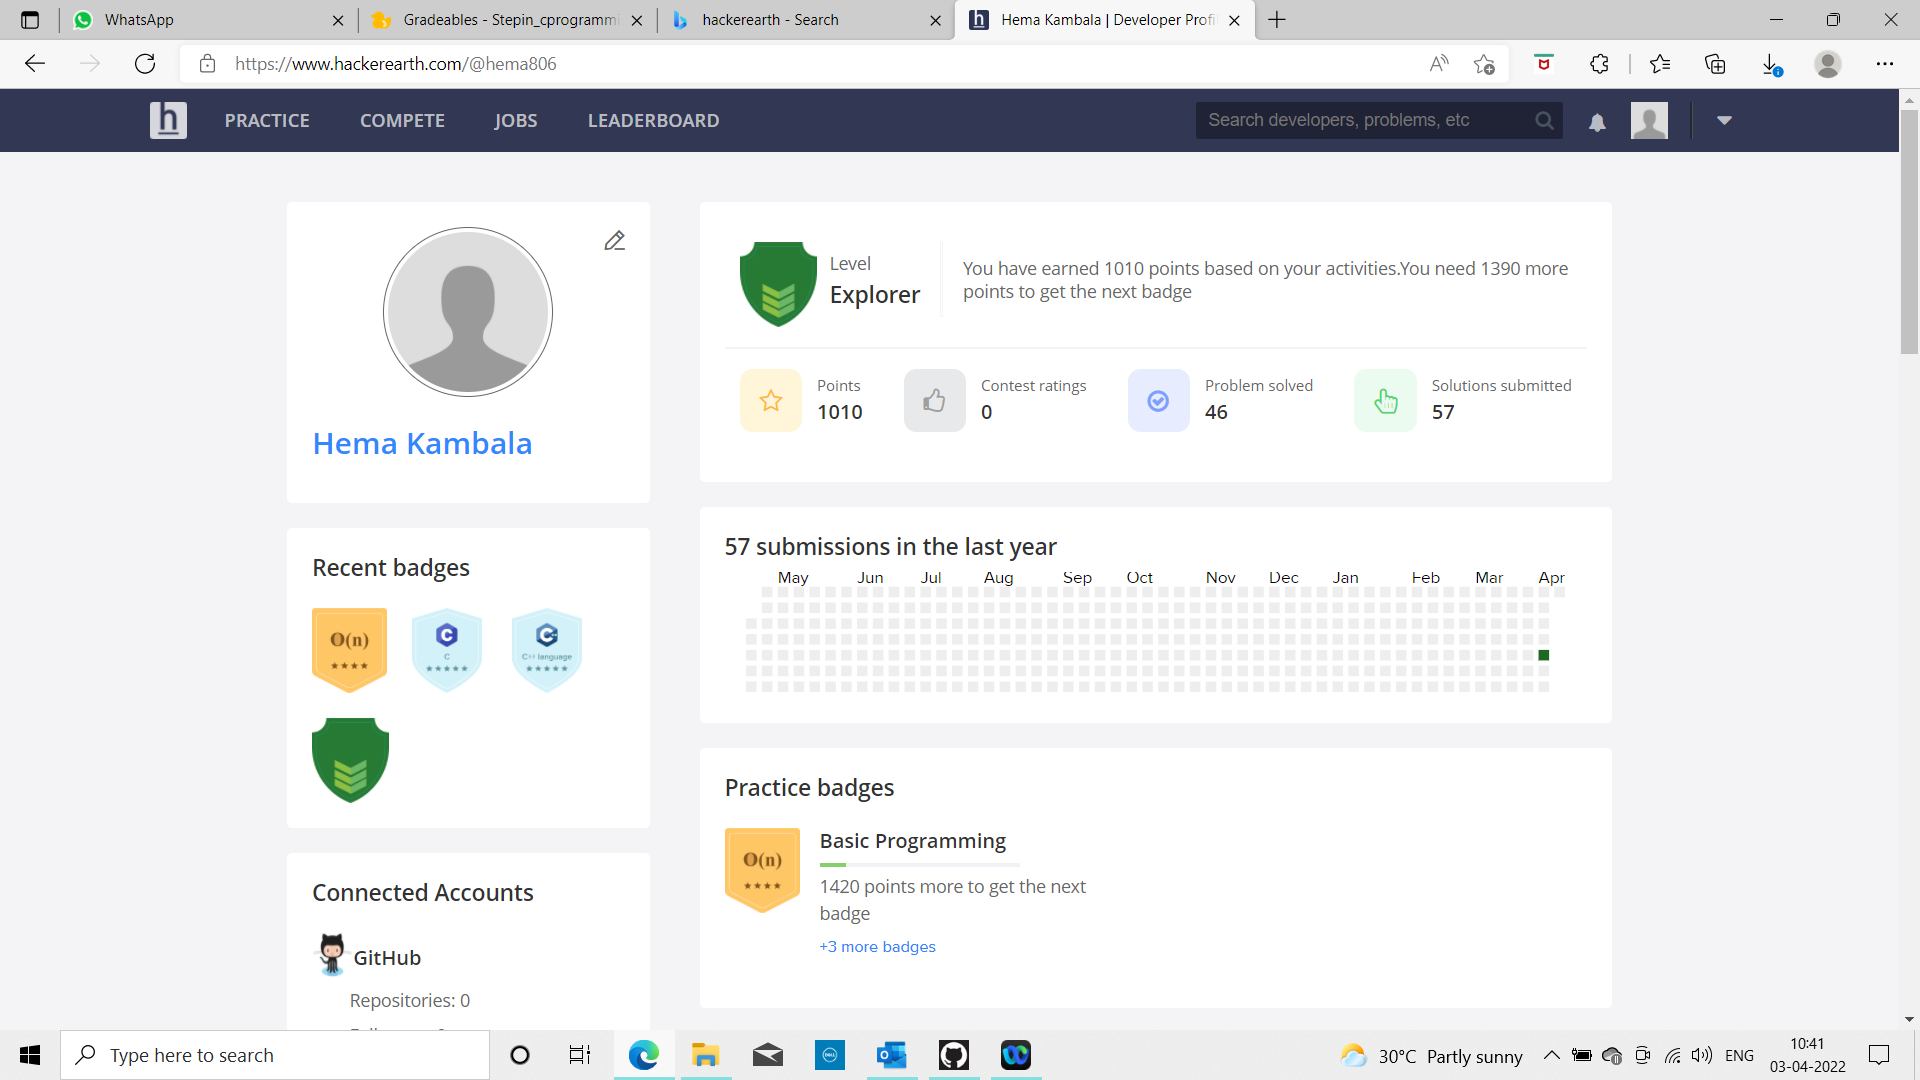 WhatsApp
Gradeables - Stepin_cprogrammi
hackerearth - Search
Hema Kambala | Developer Profi
https://www.hackerearth.com/@hema806
h PRACTICE COMPETE JOBS LEADERBOARD
Search developers, problems, etc
Hema Kambala
Level
Explorer
You have earned 1010 points based on your activities.You need 1390 more
points to get the next badge
Points
1010
Contest ratings
0
Problem solved
46
Solutions submitted
57
Recent badges
O(n)
C
C
C
C++ language
57 submissions in the last year
May Jun Jul Aug Sep Oct Nov Dec Jan Feb Mar Apr
Practice badges
O(n)
Basic Programming
1420 points more to get the next
badge
+3 more badges
Connected Accounts
GitHub
Repositories: 0
Type here to search
DELL
30°C Partly sunny
ENG
10:41
03-04-2022